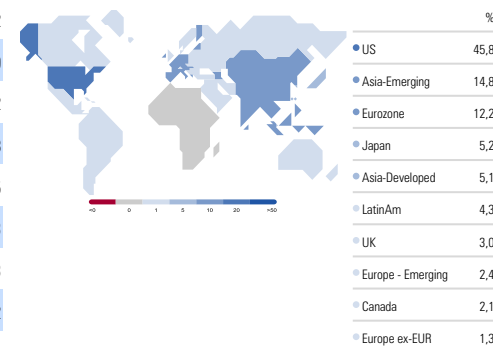 %
US 45,8
Asia-Emerging 14,8
Eurozone 12,2
Japan 5,2
Asia-Developed 5,1
LatinAm 4,3
UK 3,0
Europe - Emerging 2,4
Canada 2,1
Europe ex-EUR 1,3
<0 0 1 5 10 20 >50